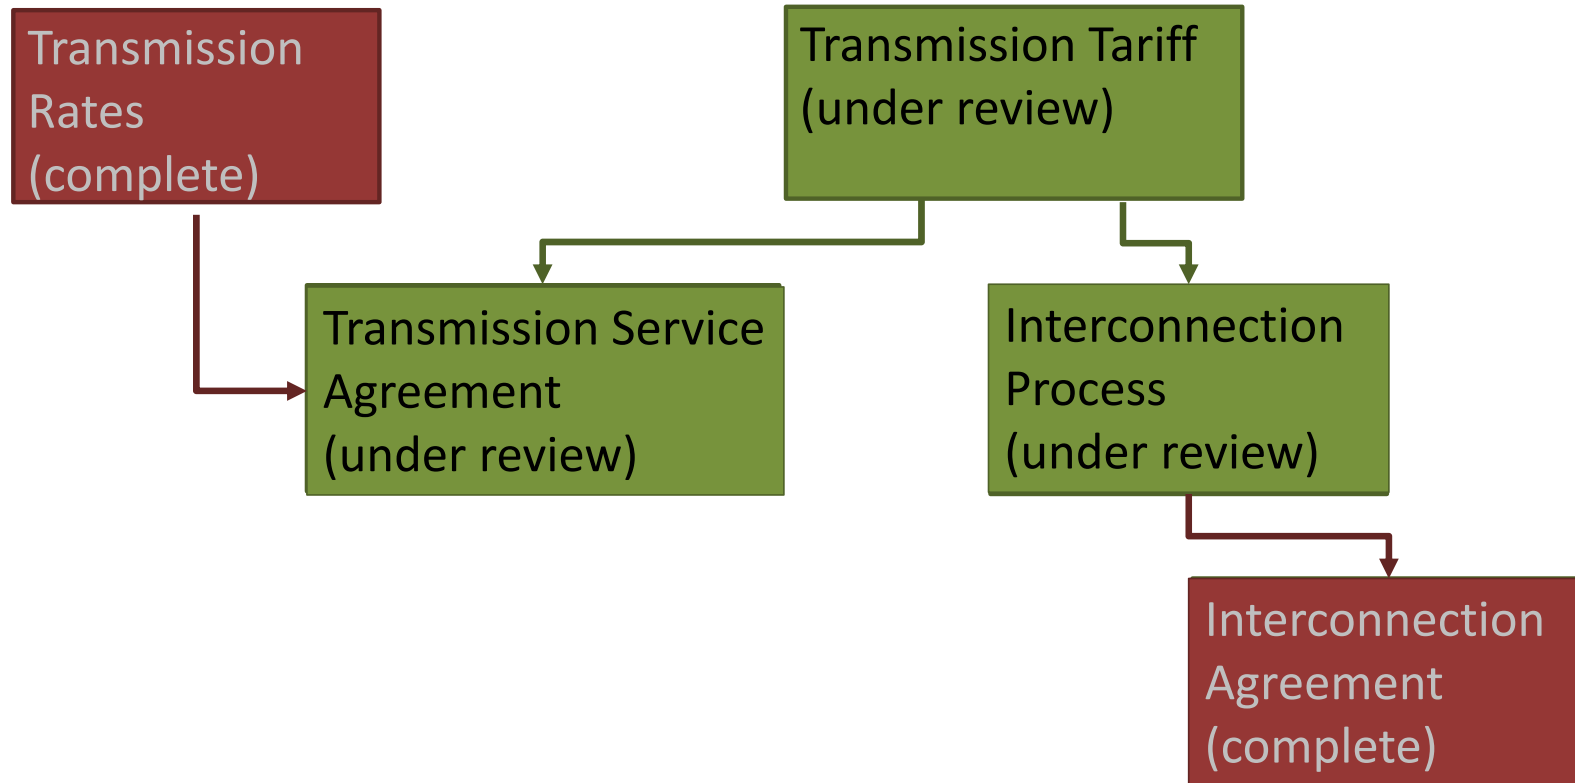 Transmission
Rates
(complete)
Transmission Tariff
(under review)
Transmission Service
Agreement
(under review)
Interconnection
Process
(under review)
Interconnection
Agreement
(complete)